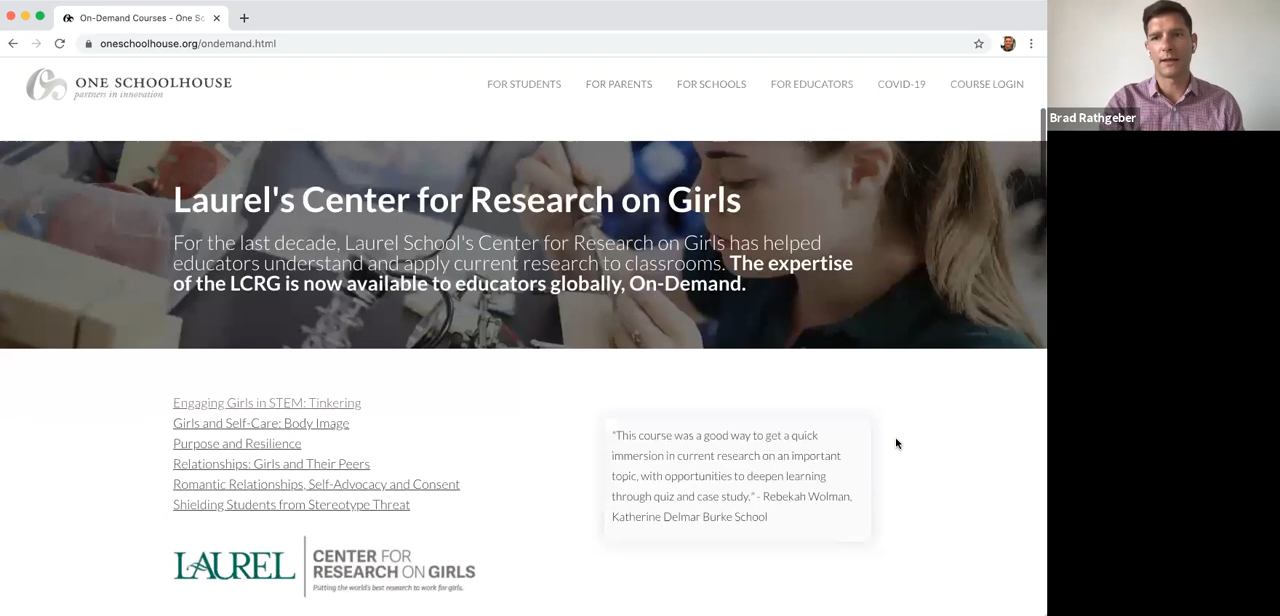 On-Demand Courses - One Sc
oneschoolhouse.org/ondemand.html
ONE SCHOOLHOUSE
partners in innovation
FOR STUDENTS FOR PARENTS FOR SCHOOLS FOR EDUCATORS COVID-19 COURSE LOGIN
Brad Rathgeber
Laurel's Center for Research on Girls
For the last decade, Laurel School's Center for Research on Girls has helped
educators understand and apply current research to classrooms. The expertise
of the LCRG is now available to educators globally, On-Demand.
Engaging Girls in STEM: Tinkering
Girls and Self-Care: Body Image
Purpose and Resilience
Relationships: Girls and Their Peers
Romantic Relationships, Self-Advocacy and Consent
Shielding Students from Stereotype Threat
"This course was a good way to get a quick
immersion in current research on an important
topic, with opportunities to deepen learning
through quiz and case study." - Rebekah Wolman,
Katherine Delmar Burke School
LAUREL
CENTER FOR
RESEARCH ON GIRLS
Putting the world's best research to work for girls.